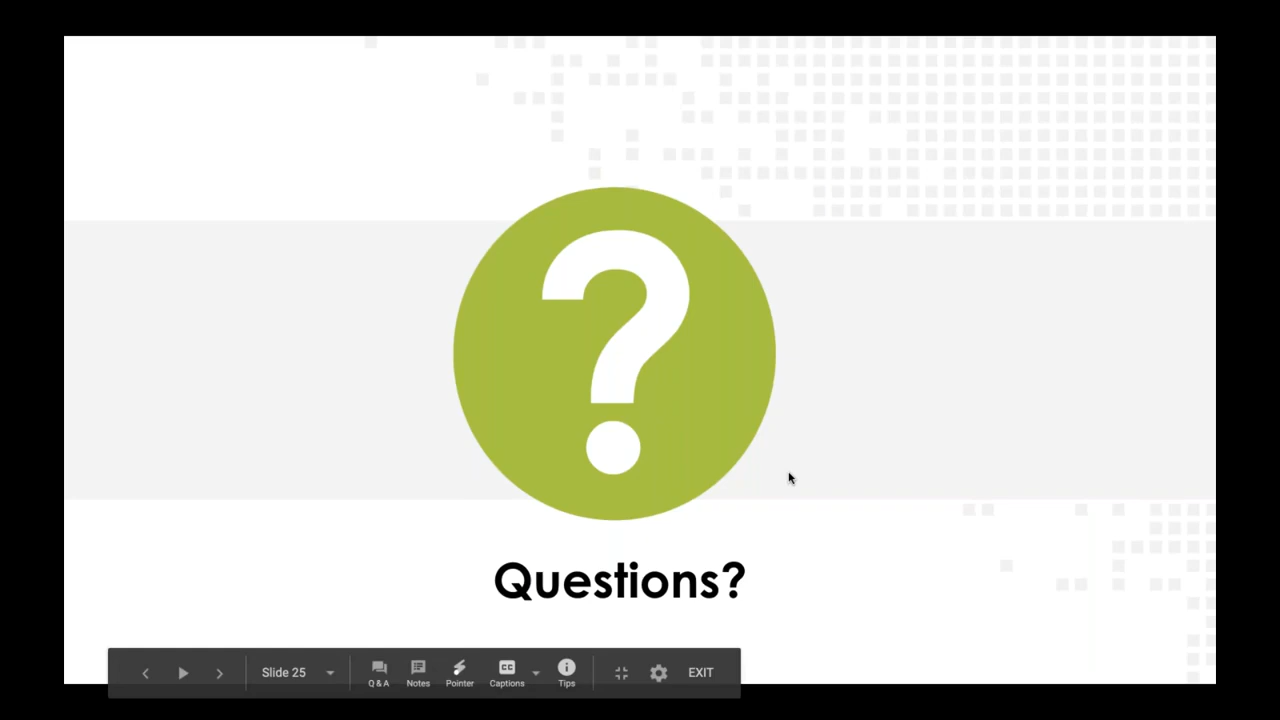 ?
Questions?
Slide 25
Q & A
Notes
Pointer
CC
Captions
Tips
EXIT